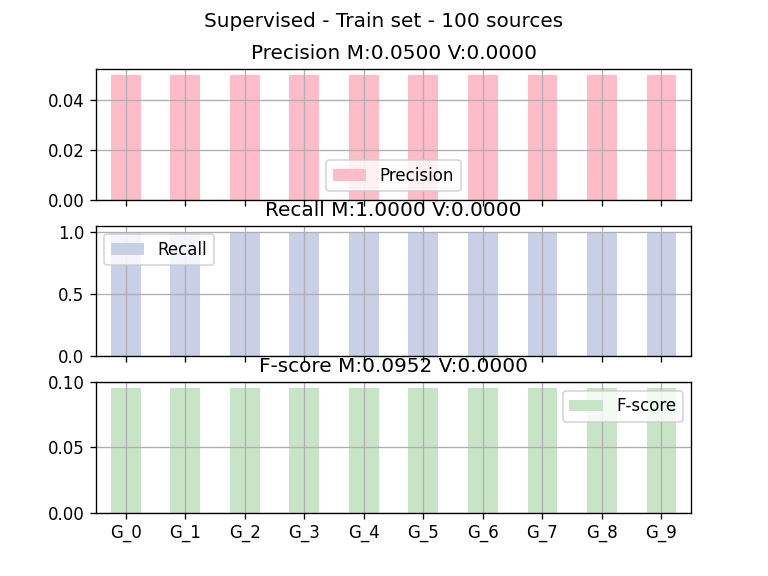 Supervised - Train set - 100 sources
Precision M:0.0500 V:0.0000
0.04
0.02
0.00
Precision
Recall M:1.0000 V:0.0000
1.0
0.5
0.0
Recall
F-score M:0.0952 V:0.0000
0.10
0.05
0.00
F-score
G_0 G_1 G_2 G_3 G_4 G_5 G_6 G_7 G_8 G_9